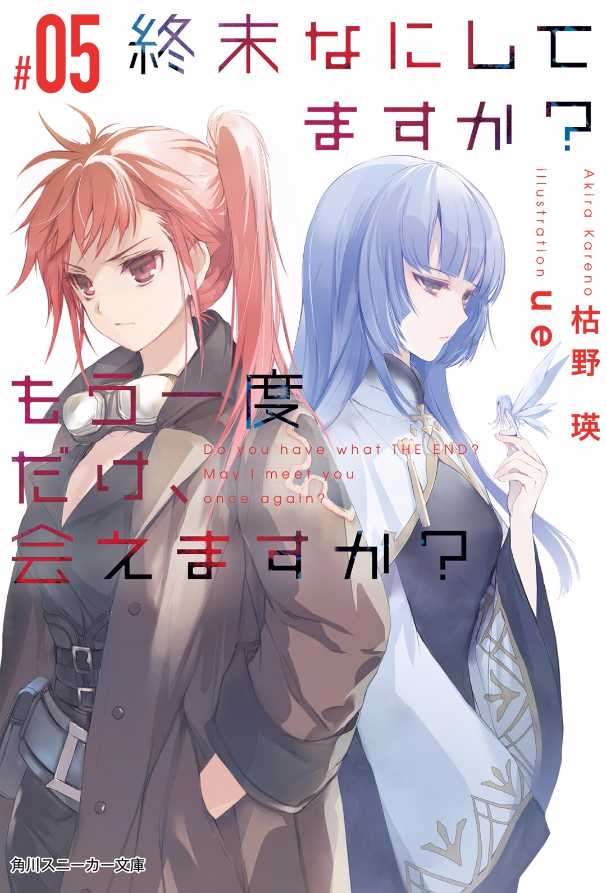 #05
終末なにして
ますか?
Akira Kareno
枯野 瑛
illustration ue
もう一度
だけ、
会えますか?
Do you have what THE END?
May I meet you
once again?
角川スニーカー文庫